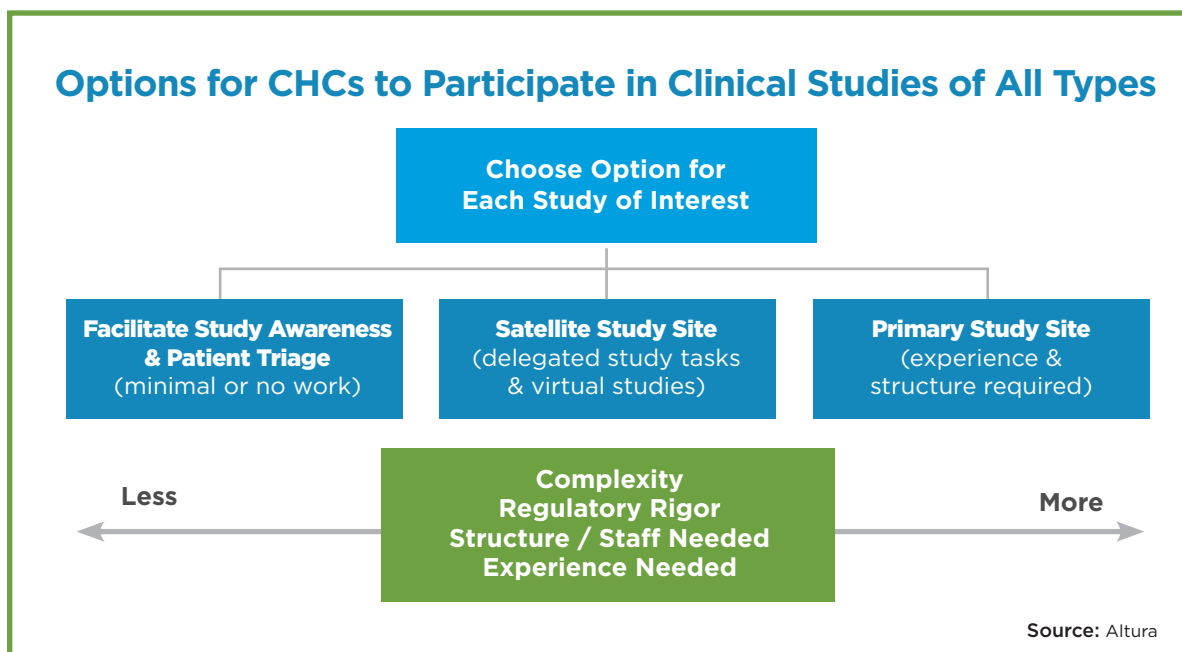 Options for CHCs to Participate in Clinical Studies of All Types
Choose Option for
Each Study of Interest
Facilitate Study Awareness
& Patient Triage
(minimal or no work)
Satellite Study Site
(delegated study tasks
& virtual studies)
Primary Study Site
(experience &
structure required)
Less
Complexity
Regulatory Rigor
Structure / Staff Needed
Experience Needed
More
Source: Altura